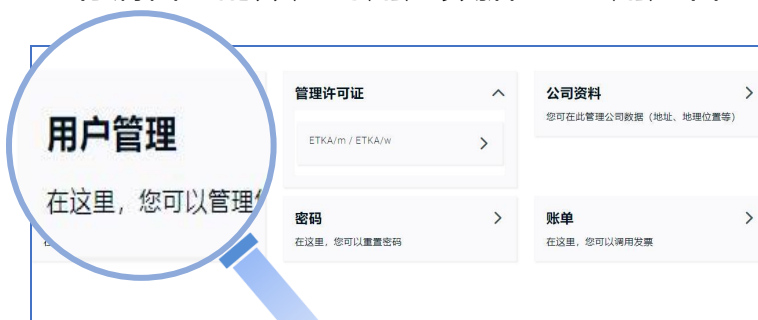 用户管理
在这里，您可以管理
管理许可证
ETKA/m / ETKA/w
公司资料
您可在此管理公司数据（地址、地理位置等）
密码
在这里，您可以重置密码
账单
在这里，您可以调用发票